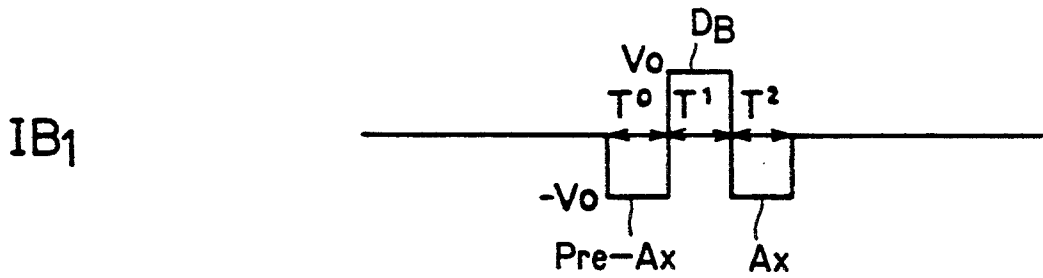 DB
Vo
T⁰ T¹ T²
IB1
-Vo
Pre-Ax Ax